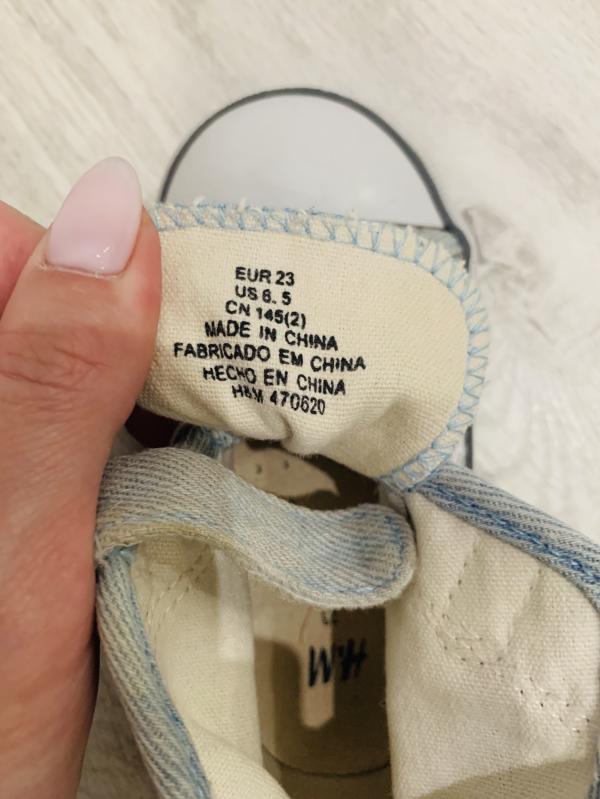 EUR 23
US 6.5
CN 145(2)
MADE IN CHINA
FABRICADO EM CHINA
HECHO EN CHINA
H&M 470620
H&M